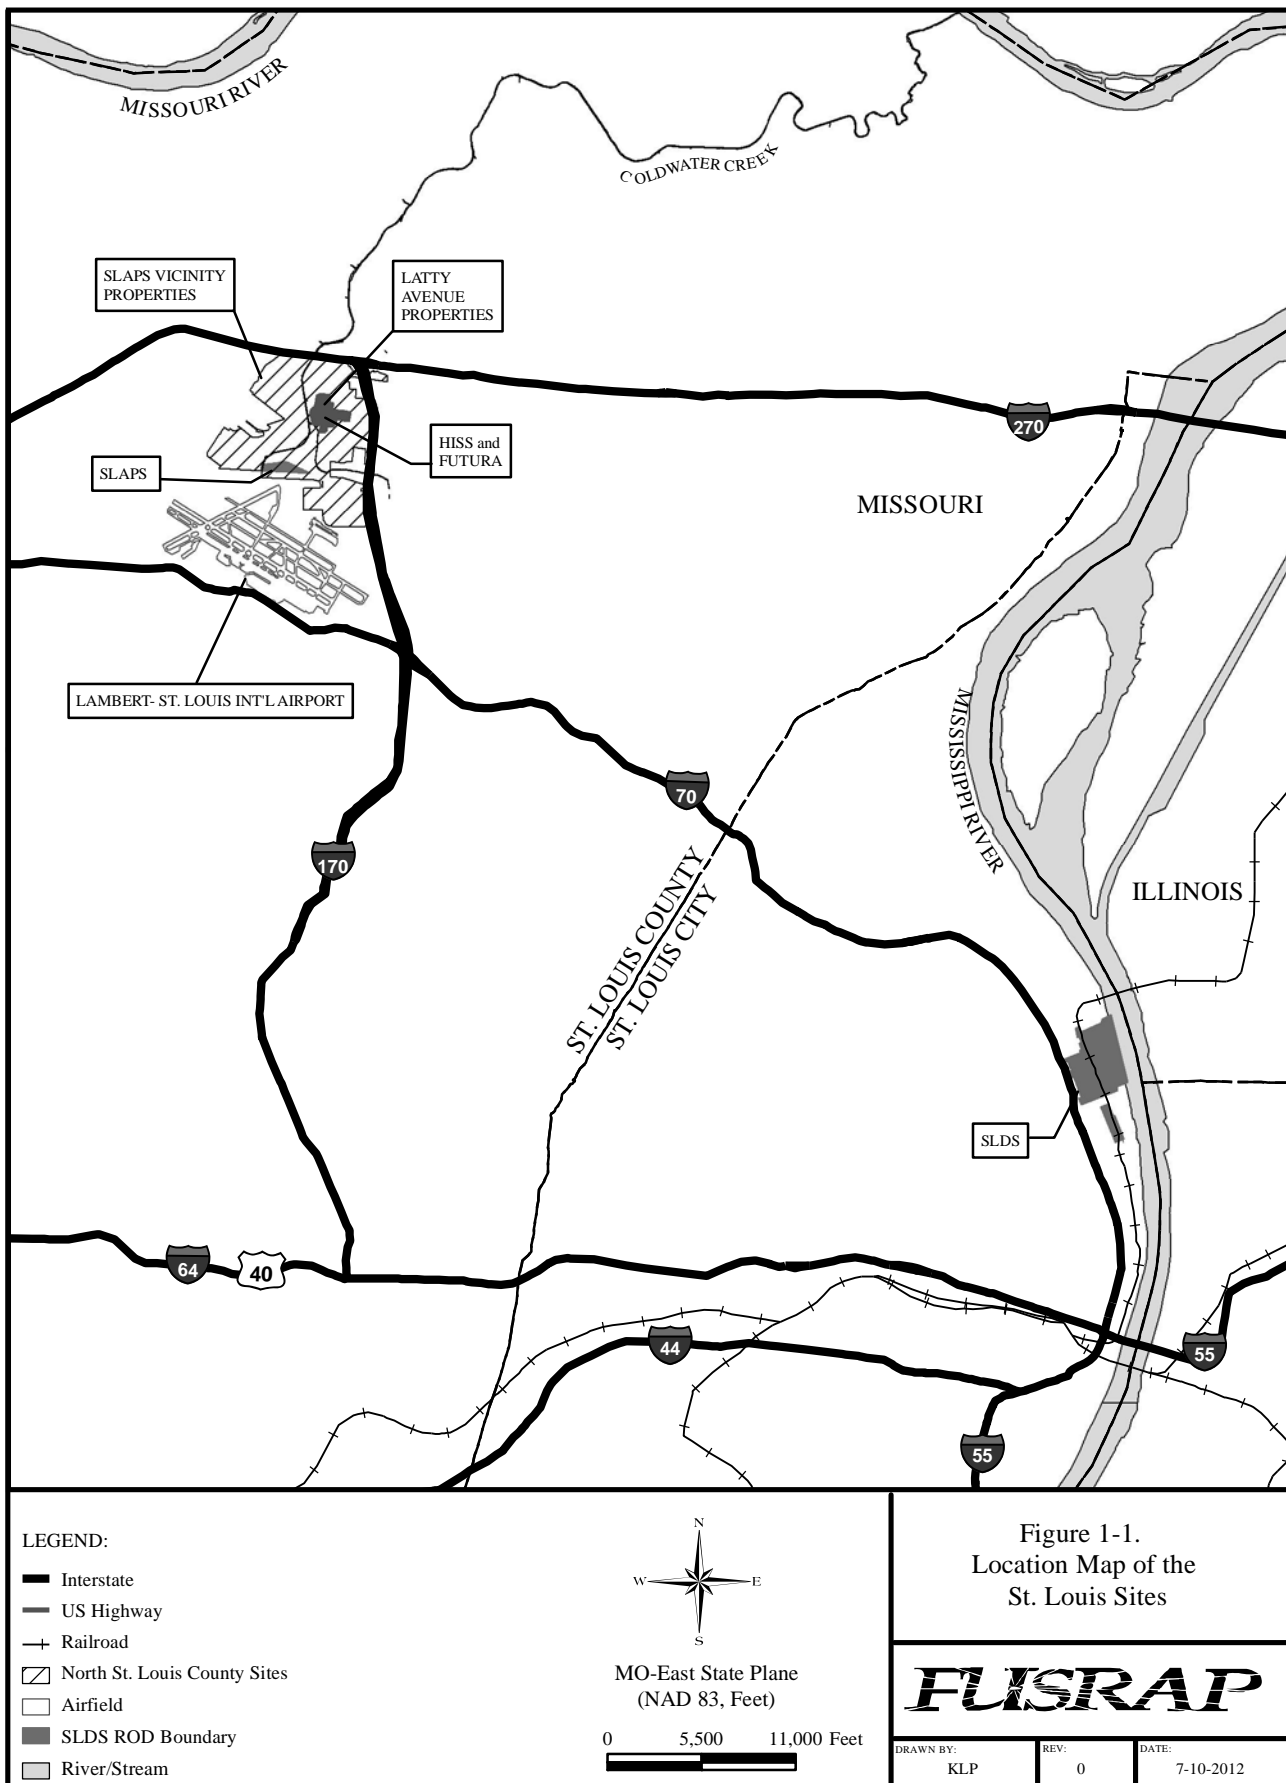 MISSOURI RIVER
COLDWATER CREEK
SLAPS VICINITY
PROPERTIES
LATTY
AVENUE
PROPERTIES
270
HISS and
FUTURA
SLAPS
MISSOURI
LAMBERT- ST. LOUIS INT'L AIRPORT
MISSISSIPPI RIVER
70
170
ILLINOIS
ST. LOUIS COUNTY
ST. LOUIS CITY
SLDS
64
40
44
55
55
LEGEND:
Interstate
US Highway
Railroad
North St. Louis County Sites
Airfield
SLDS ROD Boundary
River/Stream
N
W
E
S
MO-East State Plane
(NAD 83, Feet)
0 5,500 11,000 Feet
Figure 1-1.
Location Map of the
St. Louis Sites
FUSRAP
DRAWN BY:
KLP
REV:
0
DATE:
7-10-2012